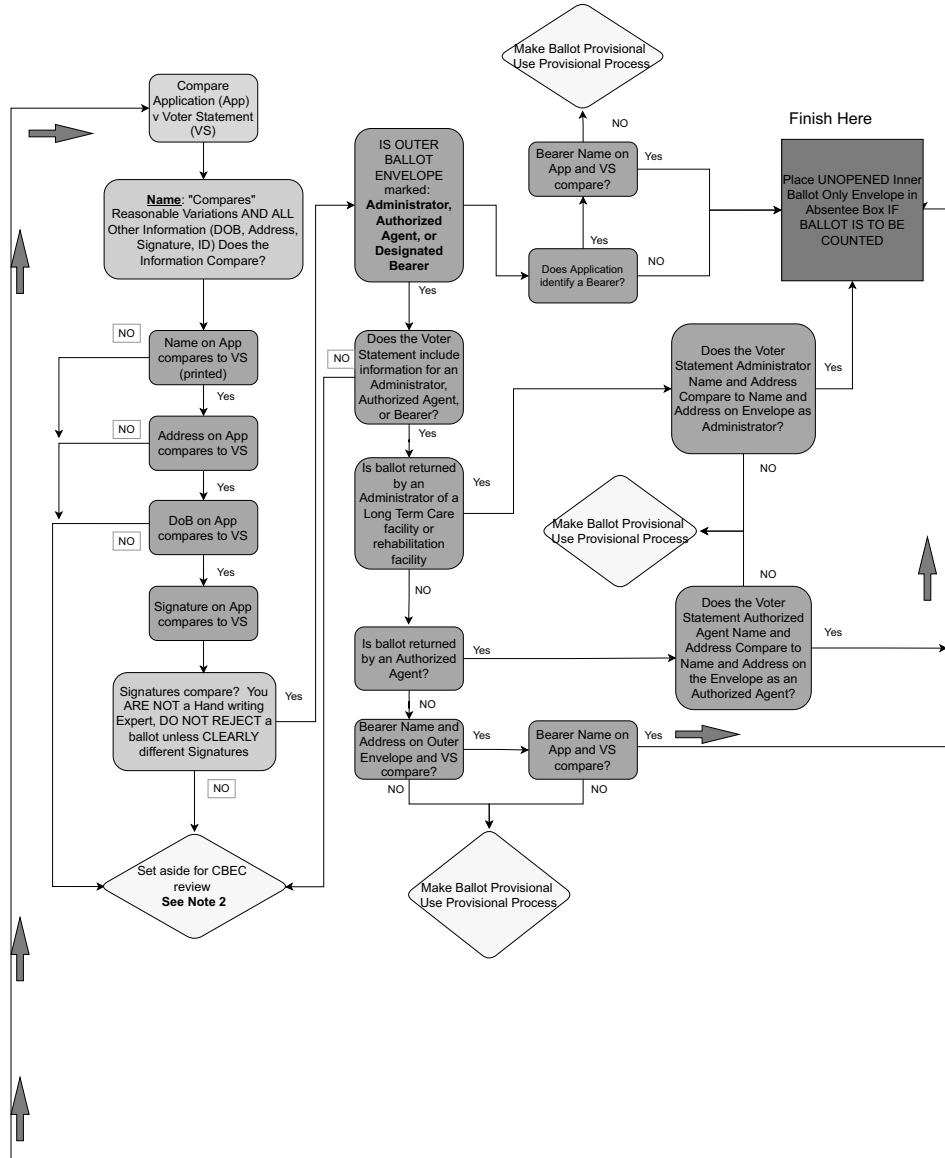 Make Ballot Provisional
Use Provisional Process
Compare
Application (App)
v Voter Statement
(VS)
Finish Here
NO
IS OUTER
BALLOT
ENVELOPE
marked:
Administrator,
Authorized
Agent, or
Designated
Bearer
Bearer Name on
App and VS
compare?
Yes
Place UNOPENED Inner
Ballot Only Envelope in
Absentee Box IF
BALLOT IS TO BE
COUNTED
Name: "Compares"
Reasonable Variations AND ALL
Other Information (DOB, Address,
Signature, ID) Does the
Information Compare?
Yes
Does Application
identify a Bearer?
NO
Yes
NO
Name on App
compares to VS
(printed)
Yes
NO
Does the Voter
Statement include
information for an
Administrator,
Authorized Agent,
or Bearer?
Yes
Does the Voter
Statement Administrator
Name and Address
Compare to Name and
Address on Envelope as
Administrator?
Yes
NO
NO
Address on App
compares to VS
Yes
Is ballot returned
by an
Administrator of a
Long Term Care
facility or
rehabilitation
facility
Yes
NO
DoB on App
compares to VS
NO
Yes
Make Ballot Provisional
Use Provisional Process
NO
Signature on App
compares to VS
Does the Voter
Statement Authorized
Agent Name and
Address Compare to
Name and Address on
the Envelope as an
Authorized Agent?
Yes
Is ballot returned
by an Authorized
Agent?
Yes
NO
Signatures compare? You
ARE NOT a Hand writing
Expert, DO NOT REJECT a
ballot unless CLEARLY
different Signatures
Yes
NO
Bearer Name and
Address on Outer
Envelope and VS
compare?
Yes
NO
Bearer Name on
App and VS
compare?
Yes
NO
Set aside for CBEC
review
See Note 2
Make Ballot Provisional
Use Provisional Process